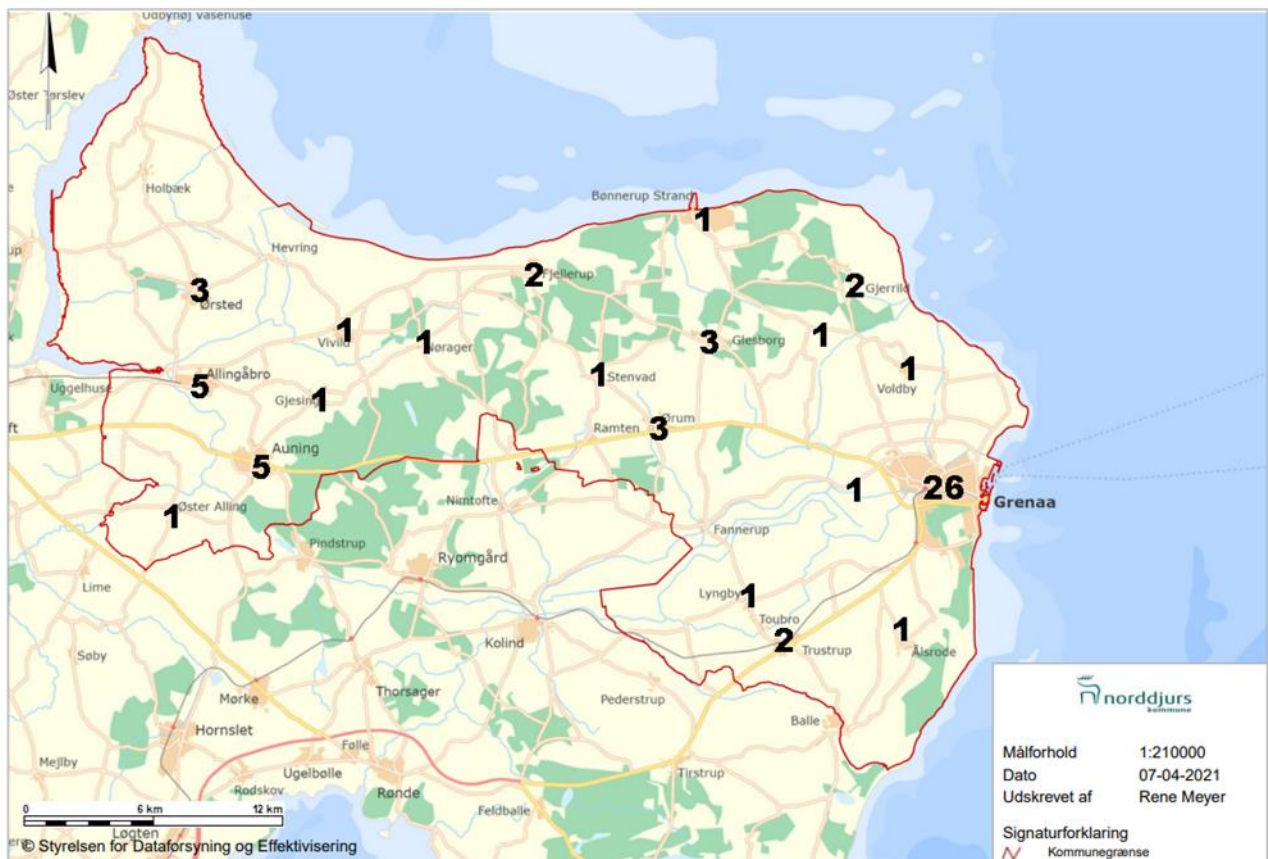 Udbynøj Vasenhuse
Øster Tørslev
Holbæk
Bønnerup Strand
1
Hevring
2
Fjellerup
2
Gjerrild
3
Ørsted
1
Vivild
1
Nørager
3
Glesborg
1
Uggelhuse
Allingåbro
5
1
Stenvad
1
Voldby
Gjesing
1
Ramten
Ørum
3
Auning
5
1
26
Grenaa
1
Øster Alling
Nimtofte
Fannerup
Pindstrup
Ryomgård
Lime
Lyngby
1
Toubro
1
Kolind
2
Trustrup
Ålsrode
Søby
Thorsager
Mørke
Pederstrup
Balle
Hornslet
Følle
Mejlby
Ugelbølle
Tirstrup
Rodskov
Rønde
Feldballe
0 6 km 12 km
Løgten
© Styrelsen for Dataforsyning og Effektivisering
norddjurs
kommune
Målforhold 1:210000
Dato 07-04-2021
Udskrevet af Rene Meyer
Signaturforklaring
Kommunegrænse